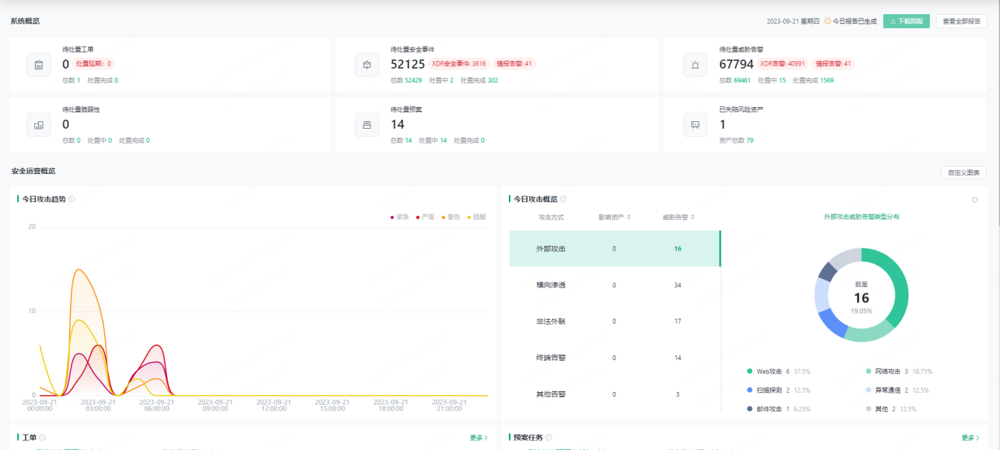 系统概览
2023-09-21 星期四 今日报告已生成 下载周报 查看全部报告
待处置工单
0 处置延期：0
总数 1 处置完成 0
待处置安全事件
52125 XDR安全事件: 3616 情报告警: 41
总数 52429 处置中 2 处置完成 302
待处置威胁告警
67794 XDR告警: 40991 情报告警: 41
总数 69461 处置中 15 处置完成 1569
待处置脆弱性
0
总数 0 处置中 0 处置完成 0
待处置预案
14
总数 14 处置中 14 处置完成 0
已失陷风险资产
1
资产总数 79
安全运营概览
自定义图表
今日攻击趋势
紧急 严重 警告 提醒
20
10
0
2023-09-21 00:00:00
2023-09-21 03:00:00
2023-09-21 06:00:00
2023-09-21 09:00:00
2023-09-21 12:00:00
2023-09-21 15:00:00
2023-09-21 18:00:00
2023-09-21 21:00:00
今日攻击概览
攻击方式 影响资产 威胁告警
外部攻击 0 16
横向渗透 0 34
非法外联 0 17
终端告警 0 14
其他告警 0 3
外部攻击威胁告警类型分布
数量
16
19.05%
Web攻击 6 37.5%
网络攻击 3 18.75%
扫描探测 2 12.5%
异常通信 2 12.5%
邮件攻击 1 6.25%
其他 2 12.5%
工单
更多
预案任务
更多